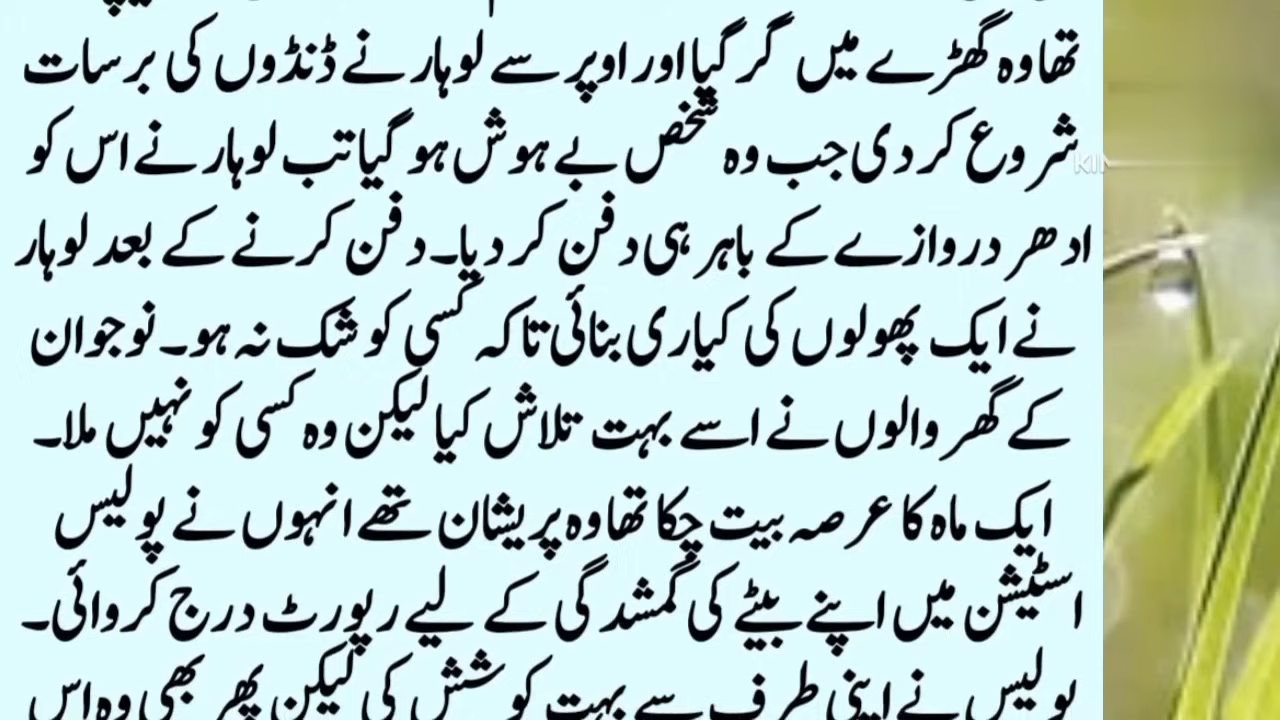 تھا وہ گھڑے میں گر گیا اور اوپر سے لوہار نے ڈنڈوں کی برسات
شروع کر دی جب وہ شخص بے ہوش ہو گیا تب لوہار نے اس کو
ادھر دروازے کے باہر ہی دفن کر دیا۔ دفن کرنے کے بعد لوہار
نے ایک پھولوں کی کیاری بنائی تاکہ کسی کو شک نہ ہو۔ نوجوان
کے گھر والوں نے اسے بہت تلاش کیا لیکن وہ کسی کو نہیں ملا۔
ایک ماہ کا عرصہ بیت چکا تھا وہ پریشان تھے انہوں نے پولیس
اسٹیشن میں اپنے بیٹے کی گمشدگی کے لیے رپورٹ درج کروائی۔
پولیس نے اپنی طرف سے بہت کوشش کی لیکن پھر بھی وہ اس